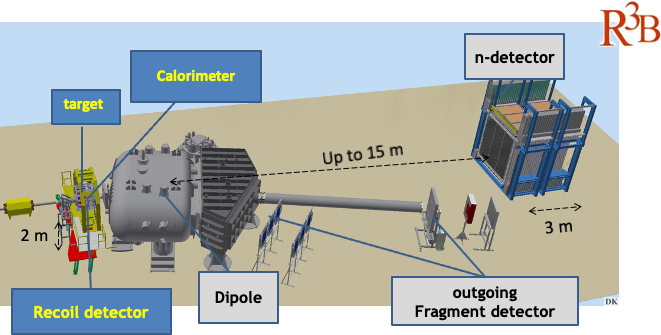 R³B
n-detector
Calorimeter
target
Up to 15 m
2 m
3 m
Recoil detector
Dipole
outgoing
Fragment detector
DK